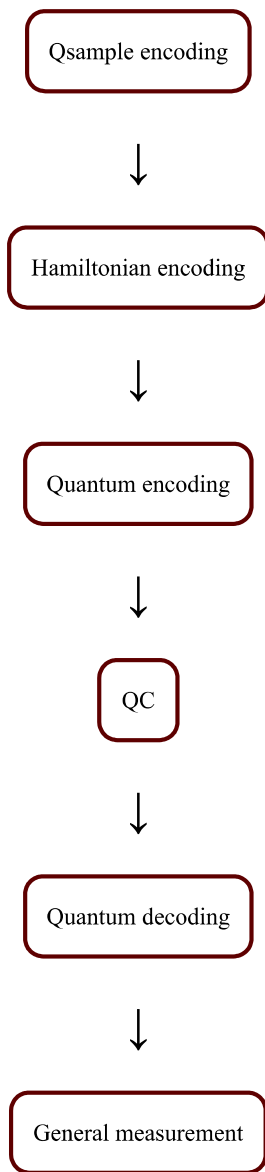 Qsample encoding
Hamiltonian encoding
Quantum encoding
QC
Quantum decoding
General measurement